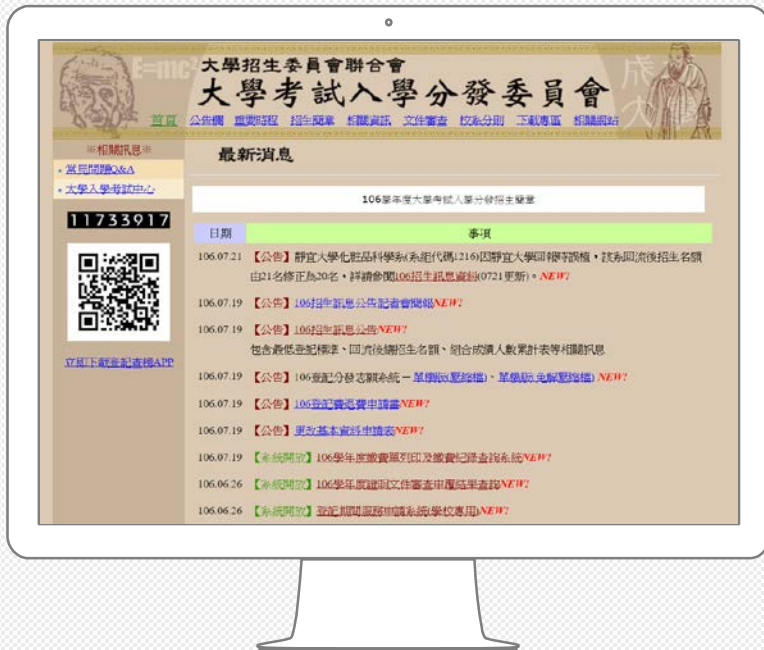 E=mc²
大學招生委員會聯合會
大學考試入學分發委員會
成
大
首頁 公告欄 重要時程 招生簡章 相關資訊 文件審查 校系分則 下載專區 相關網站
※相關訊息※
常見問題Q&A
大學入學考試中心
11733917
立即下載登記查榜APP
最新消息
106學年度大學考試入學分發招生簡章
日期 事項
106.07.21 【公告】靜宜大學化粧品科學系(系組代碼1216)因靜宜大學回報時誤植，該系回流後招生名額
由21名修正為20名，詳請參閱106招生訊息資料(0721更新)。NEW!
106.07.19 【公告】106招生訊息公告記者會簡報NEW!
106.07.19 【公告】106招生訊息公告NEW!
包含最低登記標準、回流後總招生名額、組合成績人數累計表等相關訊息
106.07.19 【公告】106登記分發志願系統－單機版(壓縮檔)、單機版(免解壓縮檔) NEW!
106.07.19 【公告】106登記費退費申請書NEW!
106.07.19 【公告】更改基本資料申請表NEW!
106.07.19 【系統開放】106學年度繳費單列印及繳費紀錄查詢系統NEW!
106.06.26 【系統開放】106學年度證明文件審查申覆結果查詢NEW!
106.06.26 【系統開放】登記期間服務申請系統(學校專用)NEW!